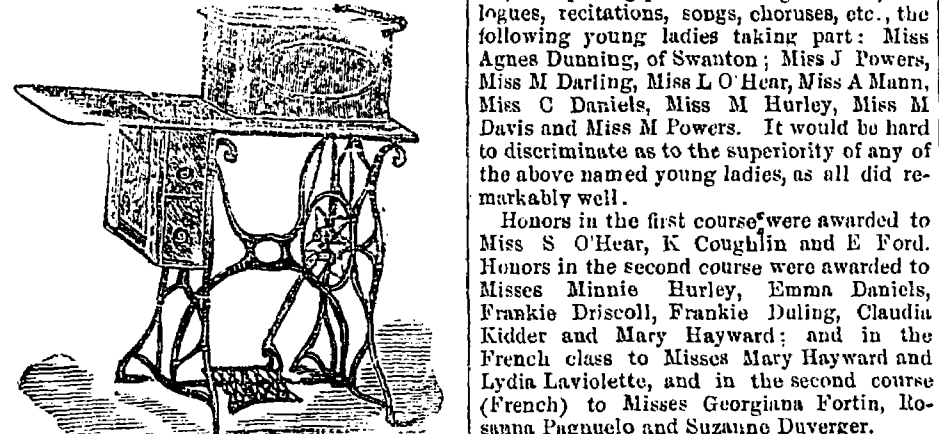 logues, recitations, songs, choruses, etc., the
following young ladies taking part: Miss
Agnes Dunning, of Swanton; Miss J Powers,
Miss M Darling, Miss L O'Hear, Miss A Mann,
Miss C Daniels, Miss M Hurley, Miss M
Davis and Miss M Powers. It would be hard
to discriminate as to the superiority of any of
the above named young ladies, as all did re-
markably well.
Honors in the first course were awarded to
Miss S O'Hear, K Coughlin and E Ford.
Honors in the second course were awarded to
Misses Minnie Hurley, Emma Daniels,
Frankie Driscoll, Frankie Duling, Claudia
Kidder and Mary Hayward; and in the
French class to Misses Mary Hayward and
Lydia Laviolette, and in the second course
(French) to Misses Georgiana Fortin, Ro-
sanna Pagnuelo and Suzanne Duverger.